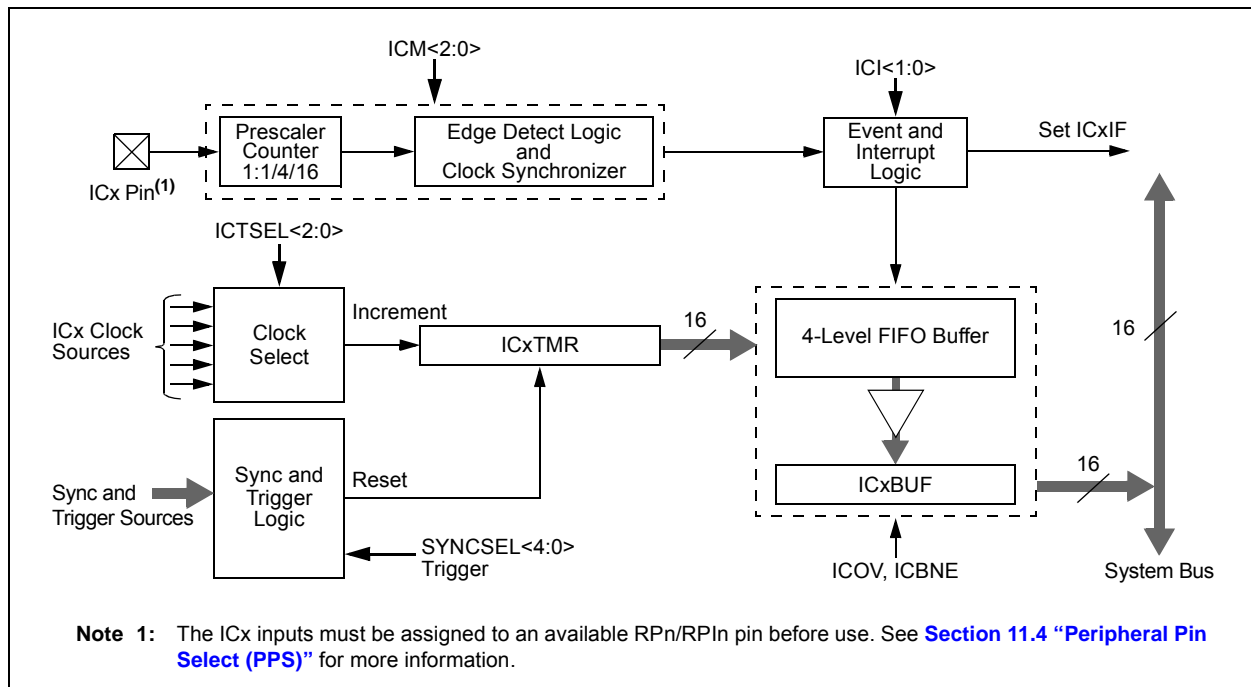 ICM<2:0>
ICI<1:0>
Prescaler
Counter
1:1/4/16
Edge Detect Logic
and
Clock Synchronizer
Event and
Interrupt
Logic
Set ICxIF
ICx Pin(1)
ICTSEL<2:0>
ICx Clock
Sources
Clock
Select
Increment
ICxTMR
16
4-Level FIFO Buffer
16
Sync and
Trigger Sources
Sync and
Trigger
Logic
Reset
ICxBUF
16
SYNCSEL<4:0>
Trigger
ICOV, ICBNE
System Bus
Note 1: The ICx inputs must be assigned to an available RPn/RPIn pin before use. See Section 11.4 “Peripheral Pin
Select (PPS)” for more information.